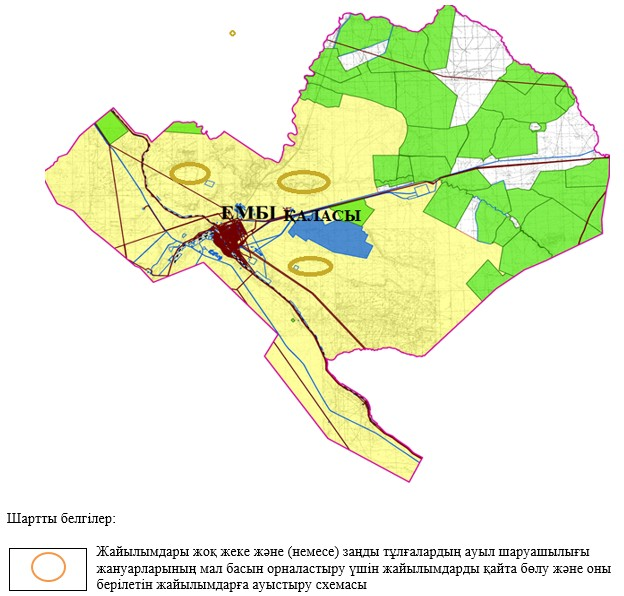 ЕМБІ ҚАЛАСЫ
Шартты белгілер:
Жайылымдары жоқ жеке және (немесе) заңды тұлғалардың ауыл шаруашылығы
жануарларының мал басын орналастыру үшін жайылымдарды қайта бөлу және оны
берілетін жайылымдарға ауыстыру схемасы